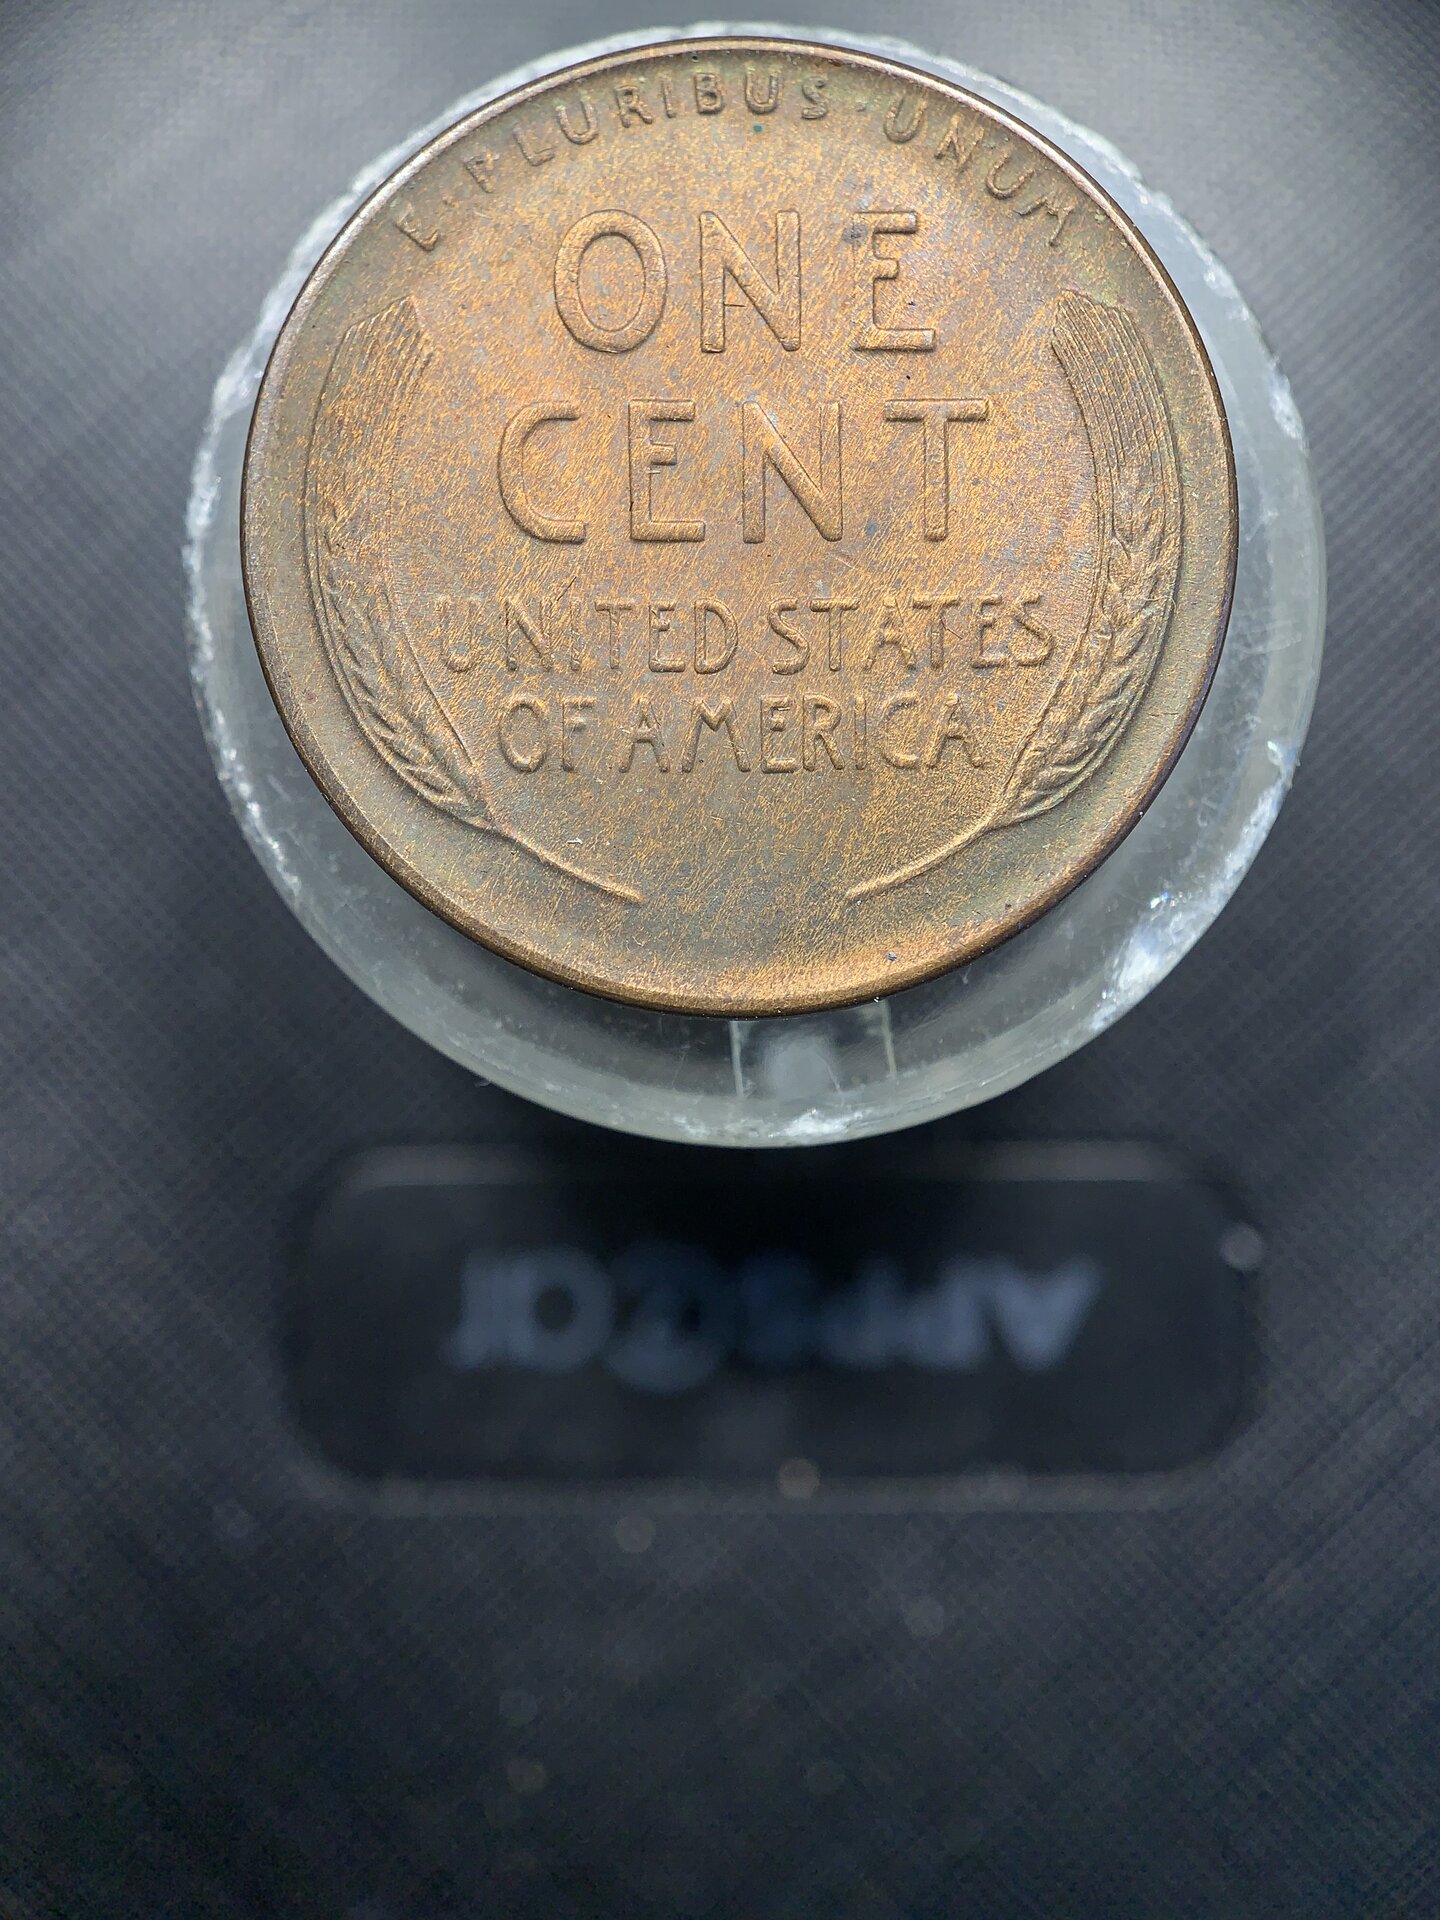 E·PLURIBUS·UNUM
ONE
CENT
UNITED STATES
OF AMERICA